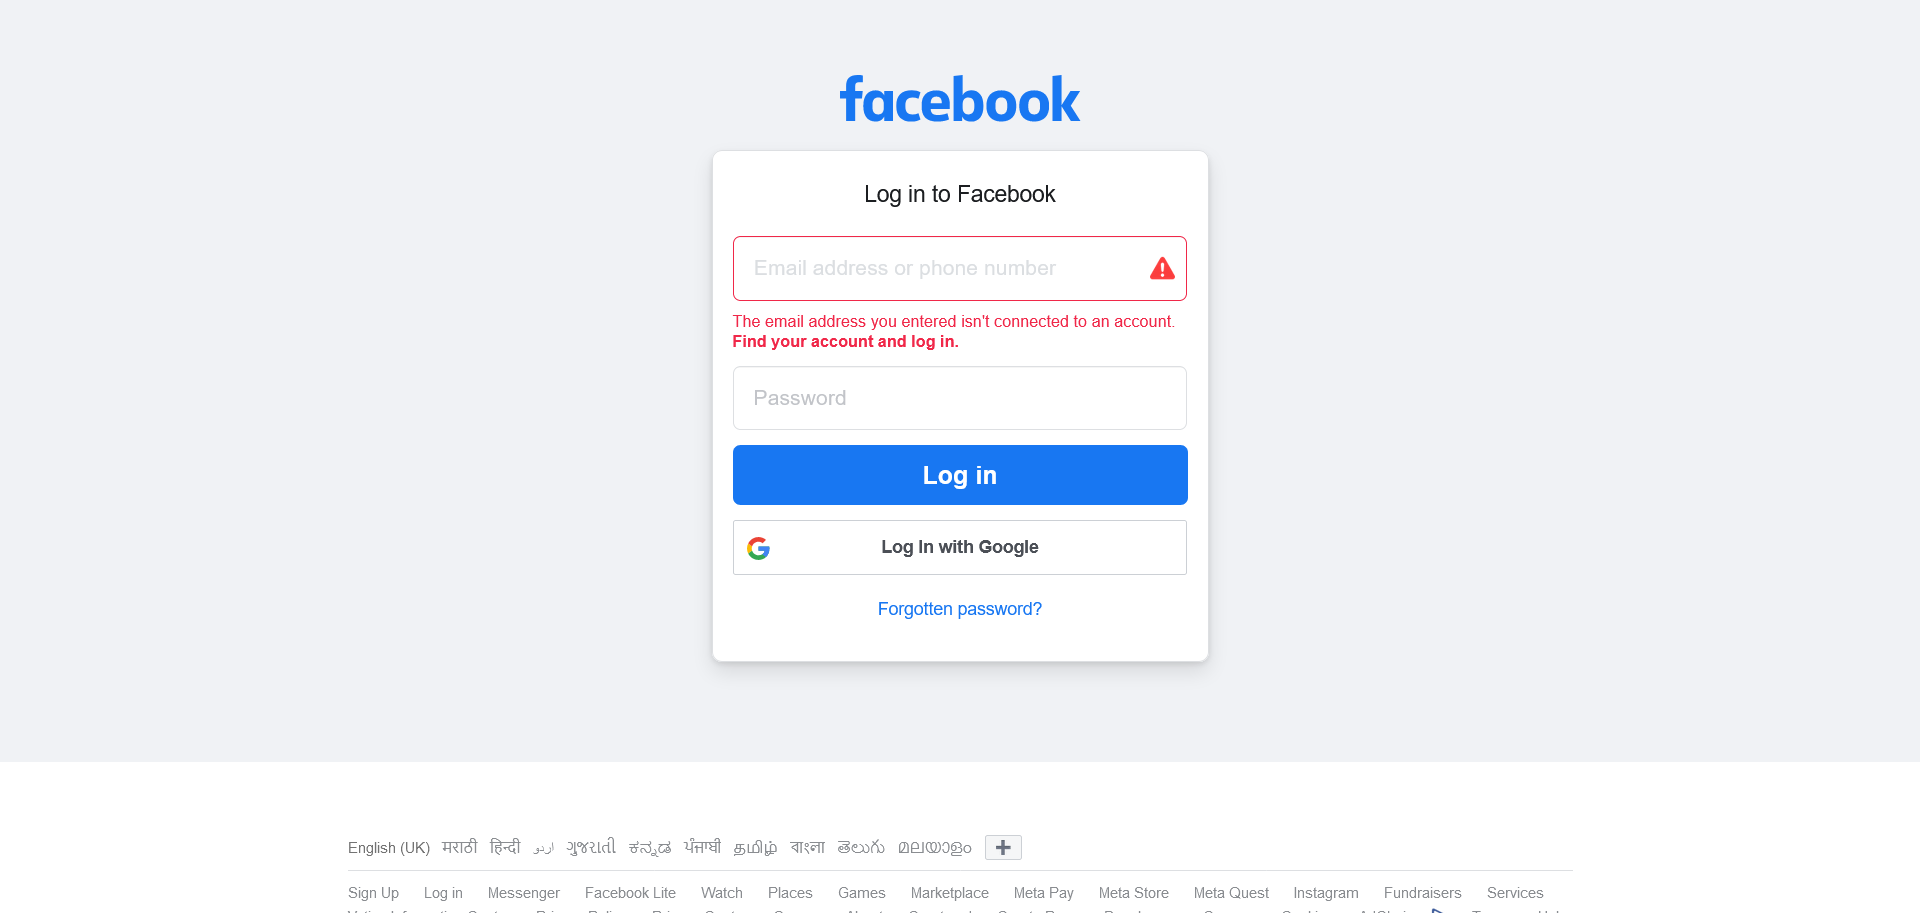 facebook
Log in to Facebook
Email address or phone number
The email address you entered isn't connected to an account.
Find your account and log in.
Password
Log in
Log In with Google
Forgotten password?
English (UK) मराठी हिन्दी اردو ગુજરાતી ಕನ್ನಡ ਪੰਜਾਬੀ தமிழ் বাংলা తెలుగు മലയാളം
Sign Up Log in Messenger Facebook Lite Watch Places Games Marketplace Meta Pay Meta Store Meta Quest Instagram Fundraisers Services